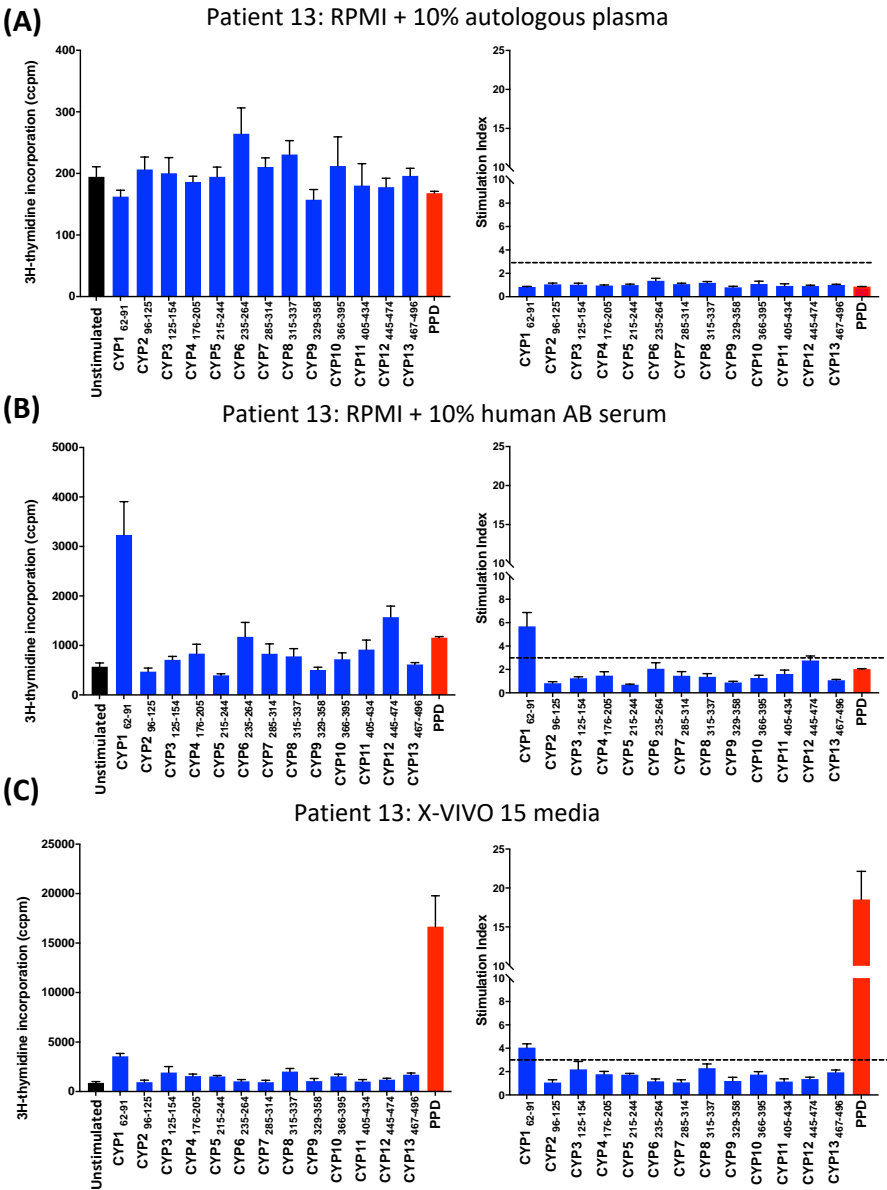 (A)
Patient 13: RPMI + 10% autologous plasma
3H-thymidine incorporation (ccpm)
400
300
200
100
0
Unstimulated
CYP1 62-91
CYP2 96-125
CYP3 125-154
CYP4 176-205
CYP5 215-244
CYP6 235-264
CYP7 285-314
CYP8 315-337
CYP9 329-358
CYP10 366-395
CYP11 405-434
CYP12 445-474
CYP13 467-496
PPD
Stimulation Index
25
20
15
10
10
8
6
4
2
0
CYP1 62-91
CYP2 96-125
CYP3 125-154
CYP4 176-205
CYP5 215-244
CYP6 235-264
CYP7 285-314
CYP8 315-337
CYP9 329-358
CYP10 366-395
CYP11 405-434
CYP12 445-474
CYP13 467-496
PPD
(B)
Patient 13: RPMI + 10% human AB serum
3H-thymidine incorporation (ccpm)
5000
4000
3000
2000
1000
0
Unstimulated
CYP1 62-91
CYP2 96-125
CYP3 125-154
CYP4 176-205
CYP5 215-244
CYP6 235-264
CYP7 285-314
CYP8 315-337
CYP9 329-358
CYP10 366-395
CYP11 405-434
CYP12 445-474
CYP13 467-496
PPD
Stimulation Index
25
20
15
10
10
8
6
4
2
0
CYP1 62-91
CYP2 96-125
CYP3 125-154
CYP4 176-205
CYP5 215-244
CYP6 235-264
CYP7 285-314
CYP8 315-337
CYP9 329-358
CYP10 366-395
CYP11 405-434
CYP12 445-474
CYP13 467-496
PPD
(C)
Patient 13: X-VIVO 15 media
3H-thymidine incorporation (ccpm)
25000
20000
15000
10000
5000
0
Unstimulated
CYP1 62-91
CYP2 96-125
CYP3 125-154
CYP4 176-205
CYP5 215-244
CYP6 235-264
CYP7 285-314
CYP8 315-337
CYP9 329-358
CYP10 366-395
CYP11 405-434
CYP12 445-474
CYP13 467-496
PPD
Stimulation Index
25
20
15
10
10
8
6
4
2
0
CYP1 62-91
CYP2 96-125
CYP3 125-154
CYP4 176-205
CYP5 215-244
CYP6 235-264
CYP7 285-314
CYP8 315-337
CYP9 329-358
CYP10 366-395
CYP11 405-434
CYP12 445-474
CYP13 467-496
PPD